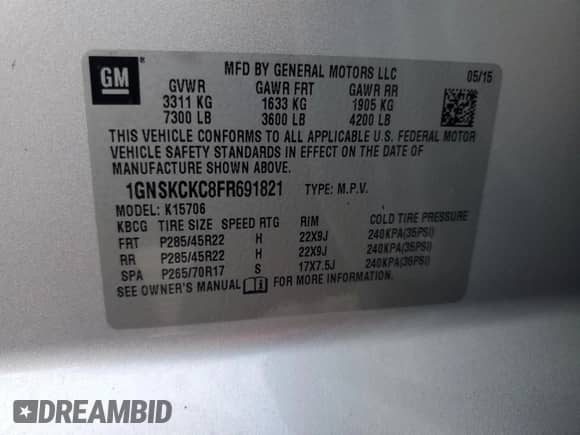 GM ®
MFD BY GENERAL MOTORS LLC 05/15
GVWR GAWR FRT GAWR RR
3311 KG 1633 KG 1905 KG
7300 LB 3600 LB 4200 LB
THIS VEHICLE CONFORMS TO ALL APPLICABLE U.S. FEDERAL MOTOR
VEHICLE SAFETY STANDARDS IN EFFECT ON THE DATE OF
MANUFACTURE SHOWN ABOVE.
1GNSKCKC8FR691821 TYPE: M.P.V.
MODEL: K15706
KBCG TIRE SIZE SPEED RTG RIM COLD TIRE PRESSURE
FRT P285/45R22 H 22X9J 240KPA(35PSI)
RR P285/45R22 H 22X9J 240KPA(35PSI)
SPA P265/70R17 S 17X7.5J 240KPA(35PSI)
SEE OWNER'S MANUAL FOR MORE INFORMATION.
DREAMBID